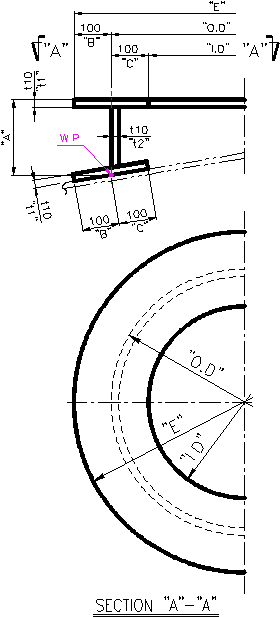 "E"
100
"O.D"
"B"
"A"
100
"I.D"
"A"
"C"
t10
"t1"
t10
"t2"
"A"
W.P
100
100
"B"
"C"
t10
"t1"
"O.D"
"E"
"I.D"
SECTION "A"-"A"